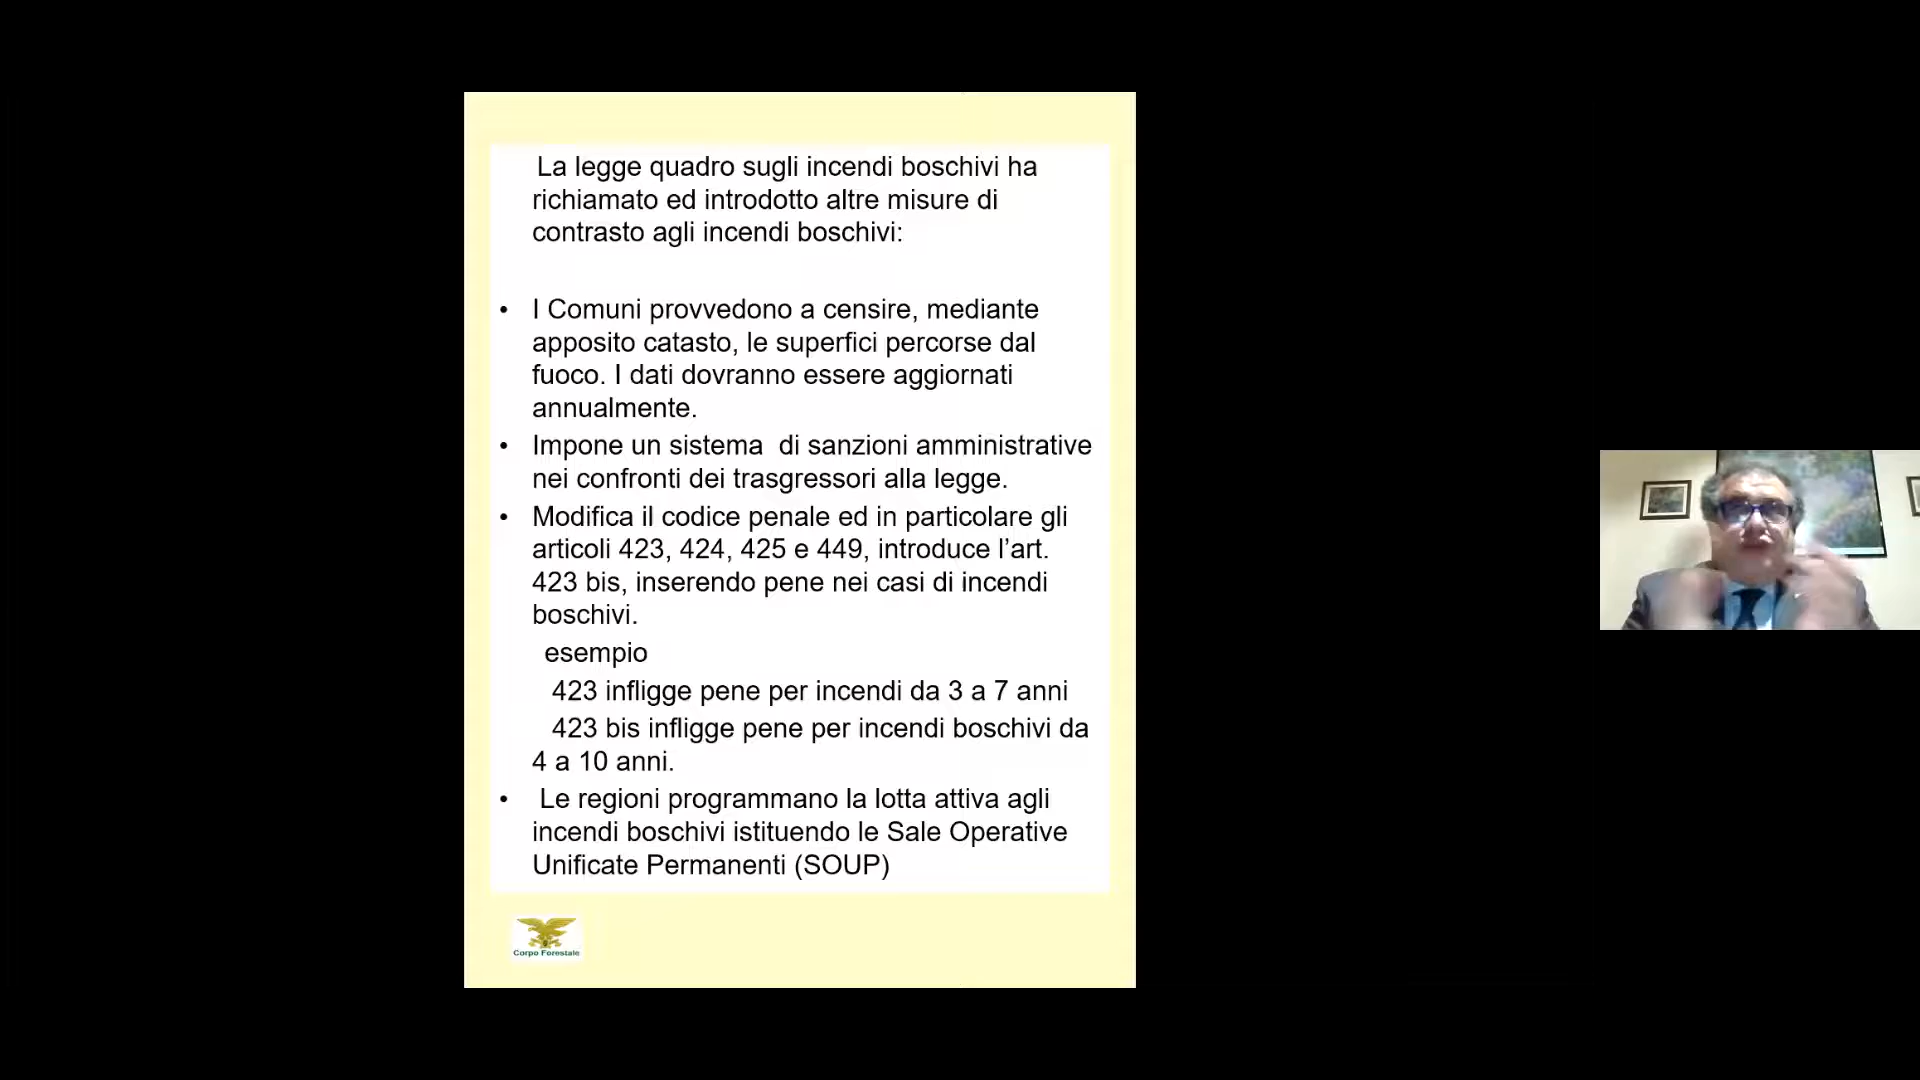 La legge quadro sugli incendi boschivi ha
richiamato ed introdotto altre misure di
contrasto agli incendi boschivi:
• I Comuni provvedono a censire, mediante
apposito catasto, le superfici percorse dal
fuoco. I dati dovranno essere aggiornati
annualmente.
• Impone un sistema di sanzioni amministrative
nei confronti dei trasgressori alla legge.
• Modifica il codice penale ed in particolare gli
articoli 423, 424, 425 e 449, introduce l’art.
423 bis, inserendo pene nei casi di incendi
boschivi.
esempio
423 infligge pene per incendi da 3 a 7 anni
423 bis infligge pene per incendi boschivi da
4 a 10 anni.
• Le regioni programmano la lotta attiva agli
incendi boschivi istituendo le Sale Operative
Unificate Permanenti (SOUP)
Corpo Forestale